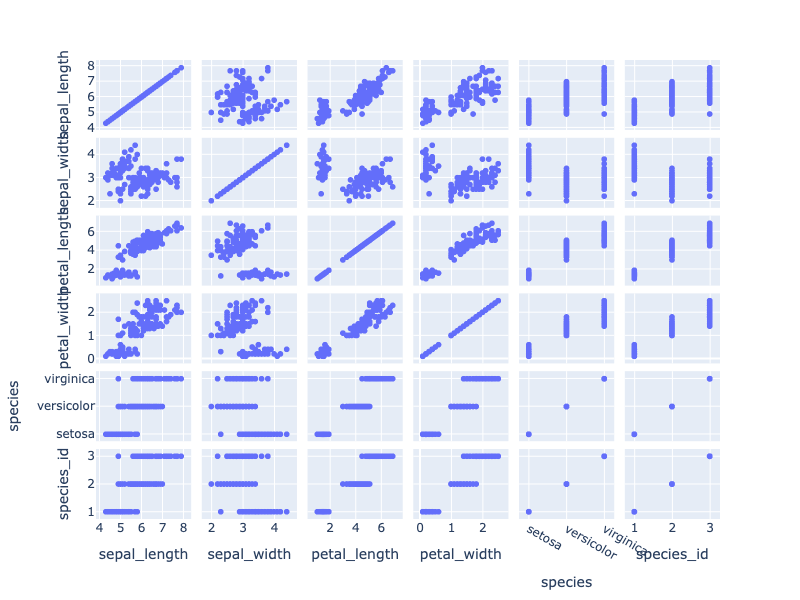 sepal_length
8
7
6
5
4
sepal_width
4
3
2
petal_length
6
4
2
petal_width
2
1
0
species
virginica
versicolor
setosa
species_id
3
2
1
4 5 6 7 8
2 3 4
2 4 6
0 1 2
setosa versicolor virginica
1 2 3
sepal_length sepal_width petal_length petal_width species species_id